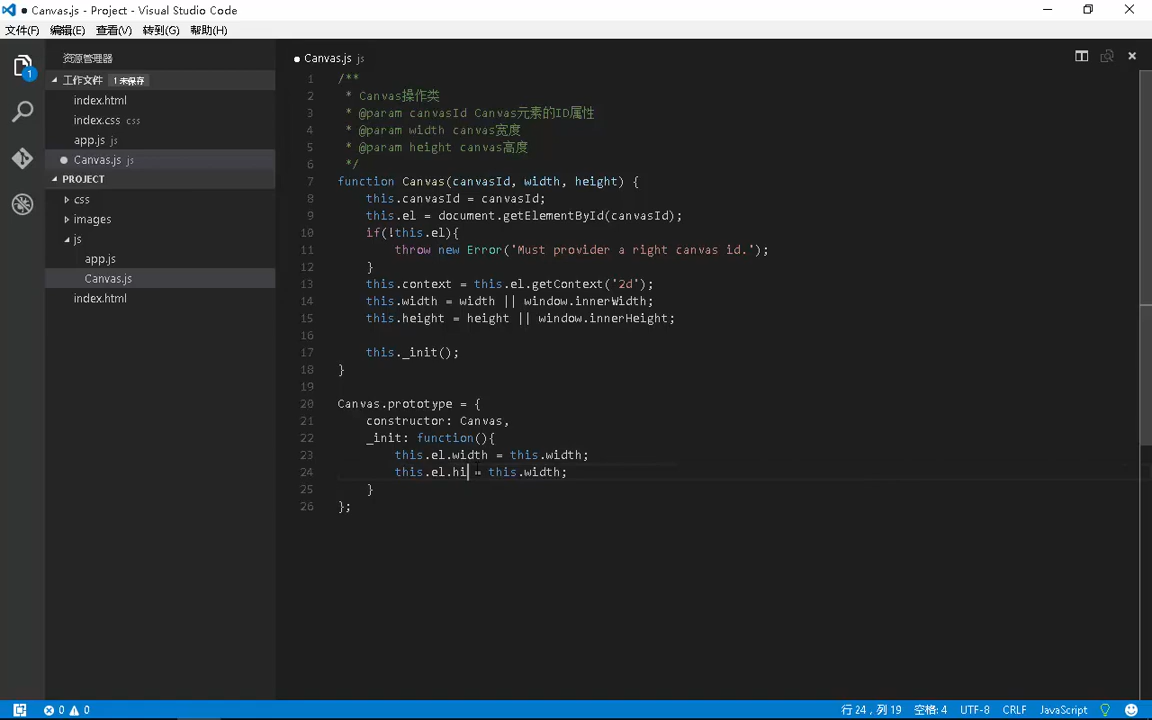 ● Canvas.js - Project - Visual Studio Code
文件(F) 编辑(E) 查看(V) 转到(G) 帮助(H)
资源管理器
工作文件 1 未保存
index.html
index.css css
app.js js
Canvas.js js
PROJECT
css
images
js
app.js
Canvas.js
index.html
1
● Canvas.js js
1 /**
2 * Canvas操作类
3 * @param canvasId Canvas元素的ID属性
4 * @param width canvas宽度
5 * @param height canvas高度
6 */
7 function Canvas(canvasId, width, height) {
8 this.canvasId = canvasId;
9 this.el = document.getElementById(canvasId);
10 if(!this.el){
11 throw new Error('Must provider a right canvas id.');
12 }
13 this.context = this.el.getContext('2d');
14 this.width = width || window.innerWidth;
15 this.height = height || window.innerHeight;
16
17 this._init();
18 }
19
20 Canvas.prototype = {
21 constructor: Canvas,
22 _init: function(){
23 this.el.width = this.width;
24 this.el.hi = this.width;
25 }
26 };
0 0
行 24，列 19 空格: 4 UTF-8 CRLF JavaScript